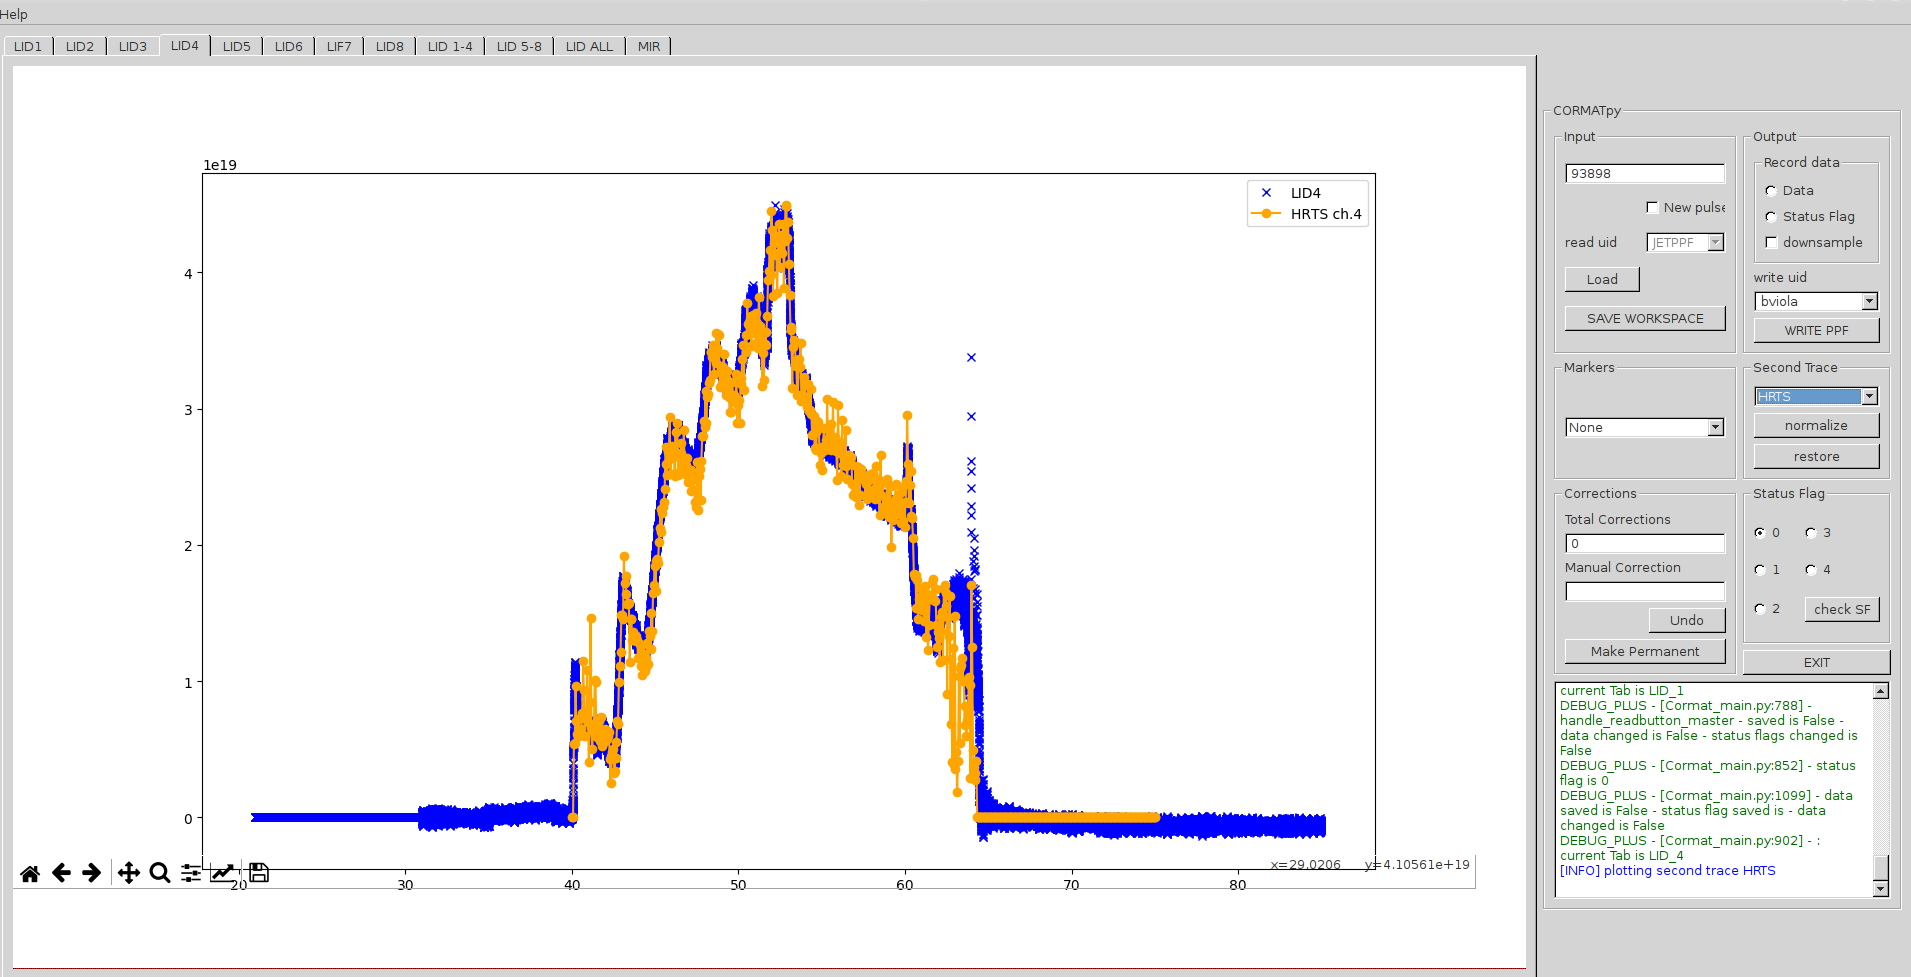 Help
LID1 LID2 LID3 LID4 LID5 LID6 LIF7 LID8 LID 1-4 LID 5-8 LID ALL MIR
1e19
LID4
HRTS ch.4
4
3
2
1
0
20 30 40 50 60 70 80
x=29.0206 y=4.10561e+19
CORMATpy
Input
93898
New pulse
read uid JETPPF
Load
SAVE WORKSPACE
Output
Record data
Data
Status Flag
downsample
write uid
bviola
WRITE PPF
Markers
None
Second Trace
HRTS
normalize
restore
Corrections
Total Corrections
0
Manual Correction
Undo
Make Permanent
Status Flag
0 3
1 4
2 check SF
EXIT
current Tab is LID_1
DEBUG_PLUS - [Cormat_main.py:788] -
handle_readbutton_master - saved is False -
data changed is False - status flags changed is
False
DEBUG_PLUS - [Cormat_main.py:852] - status
flag is 0
DEBUG_PLUS - [Cormat_main.py:1099] - data
saved is False - status flag saved is - data
changed is False
DEBUG_PLUS - [Cormat_main.py:902] - :
current Tab is LID_4
[INFO] plotting second trace HRTS